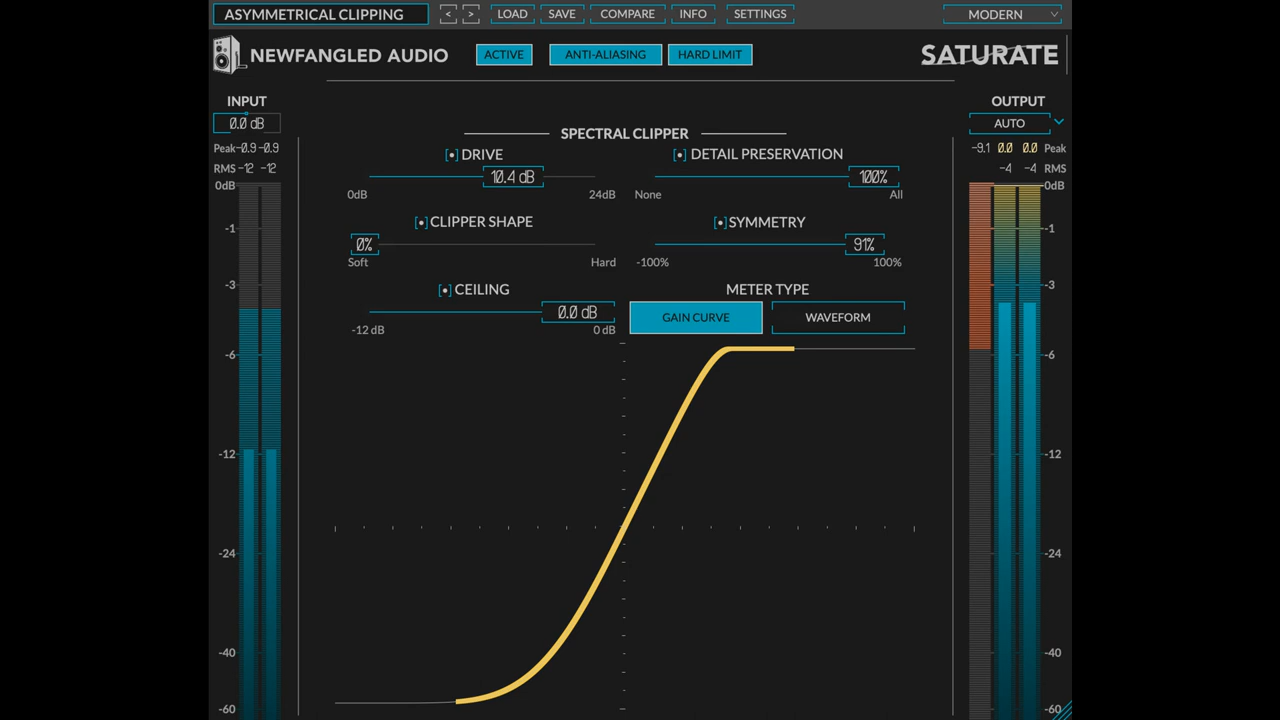 ASYMMETRICAL CLIPPING < > LOAD SAVE COMPARE INFO SETTINGS MODERN
NEWFANGLED AUDIO ACTIVE ANTI-ALIASING HARD LIMIT SATURATE
INPUT
0.0 dB
Peak -0.9 -0.9
RMS -12 -12
0dB
-1
-3
-6
-12
-24
-40
-60
SPECTRAL CLIPPER
DRIVE
10.4 dB
0dB 24dB
DETAIL PRESERVATION
100%
None All
CLIPPER SHAPE
0%
Soft Hard
SYMMETRY
91%
-100% 100%
CEILING
0.0 dB
-12 dB 0 dB
METER TYPE
GAIN CURVE WAVEFORM
OUTPUT
AUTO
-9.1 0.0 0.0 Peak
-4 -4 RMS
0dB
-1
-3
-6
-12
-24
-40
-60